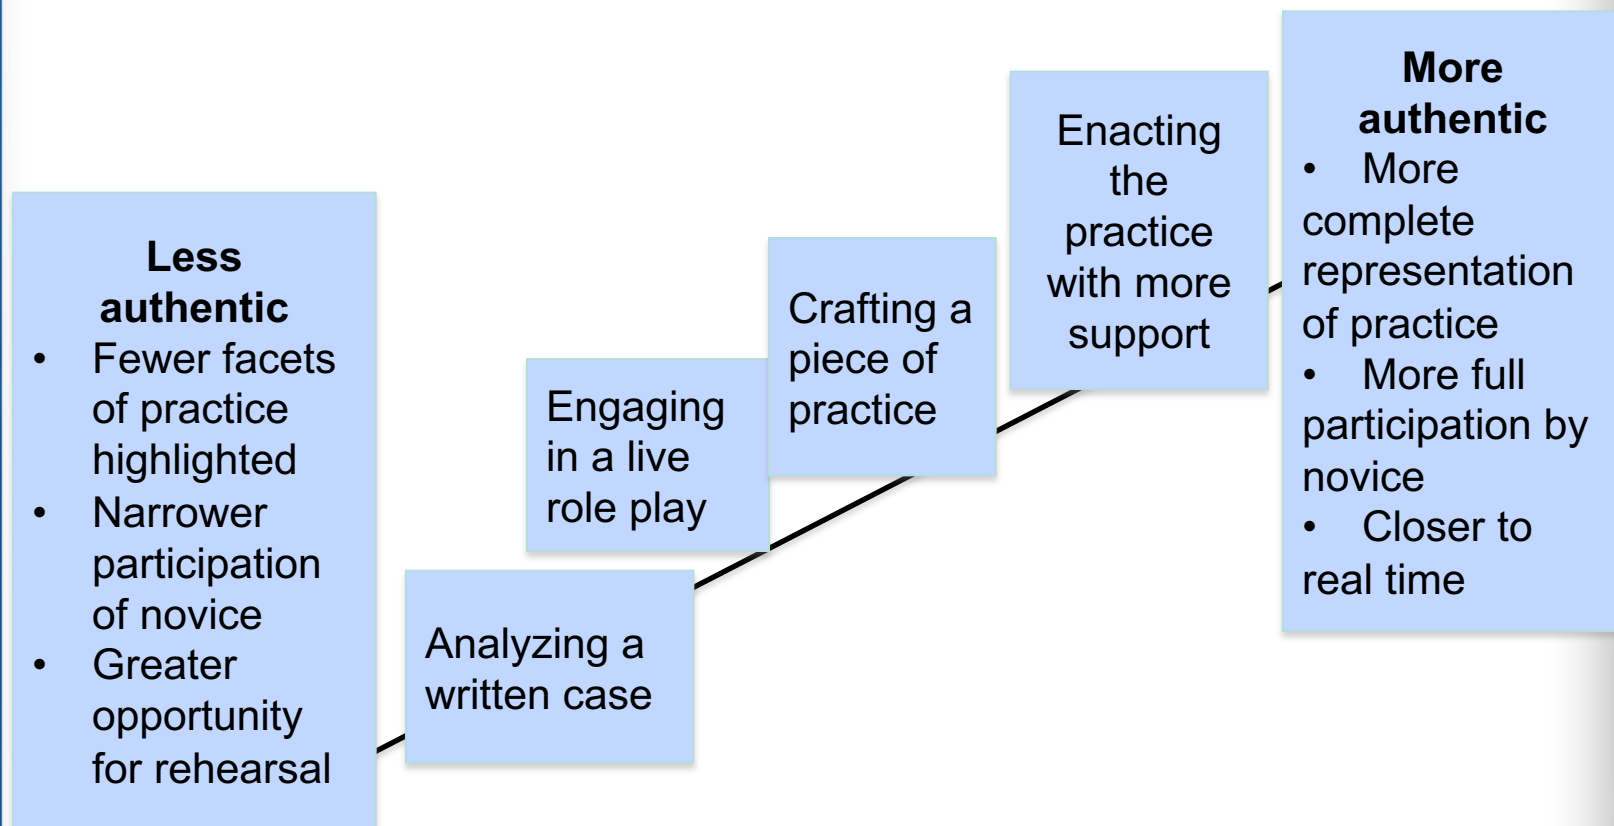 Less
authentic
• Fewer facets
of practice
highlighted
• Narrower
participation
of novice
• Greater
opportunity
for rehearsal
Analyzing a
written case
Engaging
in a live
role play
Crafting a
piece of
practice
Enacting
the
practice
with more
support
More
authentic
• More
complete
representation
of practice
• More full
participation by
novice
• Closer to
real time